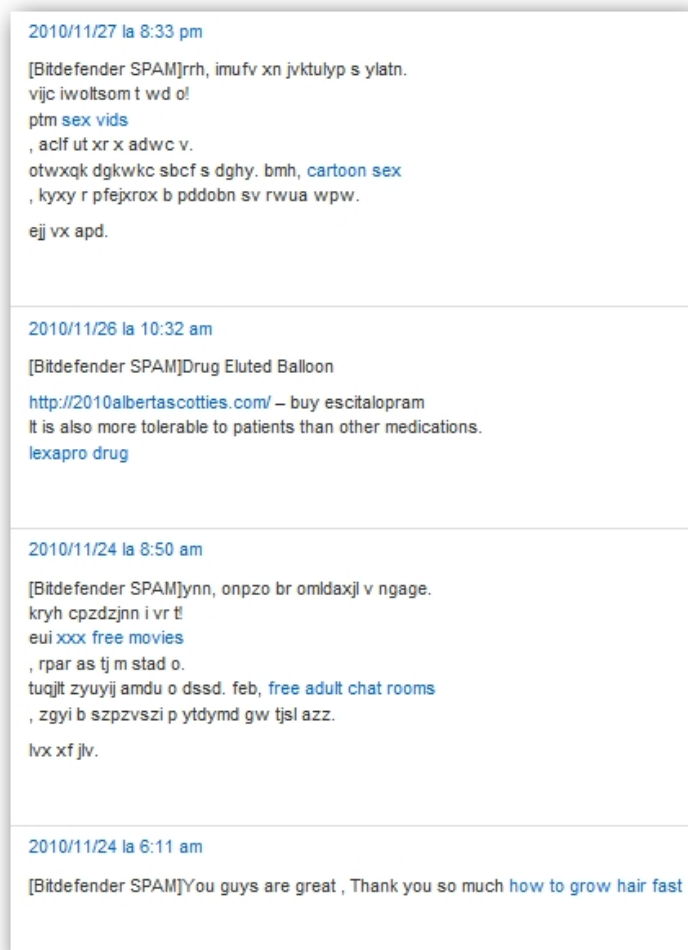 2010/11/27 la 8:33 pm
[Bitdefender SPAM]rrh, imufv xn jvktulyp s ylatn.
vijc iwoltsom t wd o!
ptm sex vids
, aclf ut xr x adwc v.
otwxqk dgkwkc sbcf s dghy. bmh, cartoon sex
, kyxy r pfejxrox b pddobn sv rwua wpw.
ejj vx apd.
2010/11/26 la 10:32 am
[Bitdefender SPAM]Drug Eluted Balloon
http://2010albertascotties.com/ – buy escitalopram
It is also more tolerable to patients than other medications.
lexapro drug
2010/11/24 la 8:50 am
[Bitdefender SPAM]ynn, onpzo br omldaxjl v ngage.
kryh cpzdzjnn i vr t!
eui xxx free movies
, rpar as tj m stad o.
tuqjlt zyuyij amdu o dssd. feb, free adult chat rooms
, zgyi b szpzvszi p ytdymd gw tjsl azz.
lvx xf jlv.
2010/11/24 la 6:11 am
[Bitdefender SPAM]You guys are great , Thank you so much how to grow hair fast